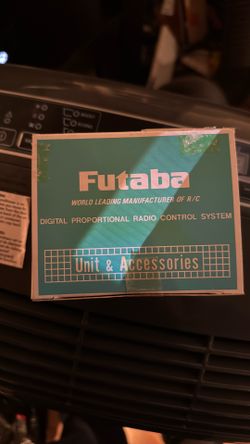 Futaba
WORLD LEADING MANUFACTURER OF R/C
DIGITAL PROPORTIONAL RADIO CONTROL SYSTEM
Unit & Accessories